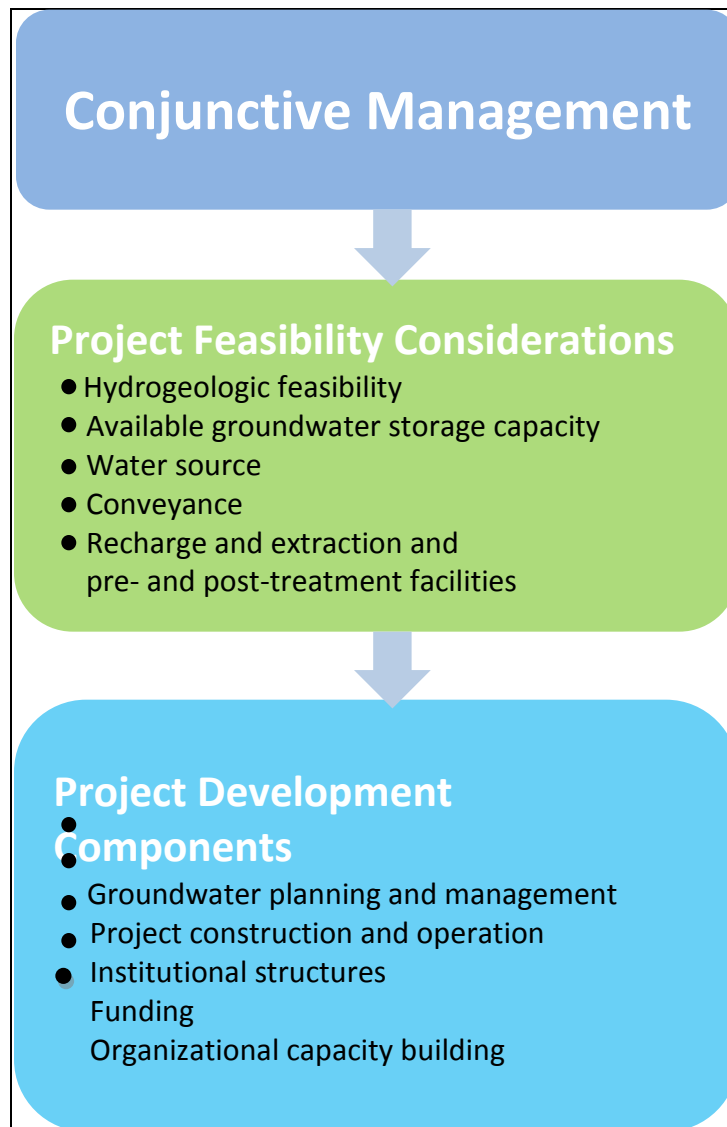 Conjunctive Management
Project Feasibility Considerations
● Hydrogeologic feasibility
● Available groundwater storage capacity
● Water source
● Conveyance
● Recharge and extraction and
pre- and post-treatment facilities
Project Development
Components
● Groundwater planning and management
● Project construction and operation
● Institutional structures
Funding
Organizational capacity building